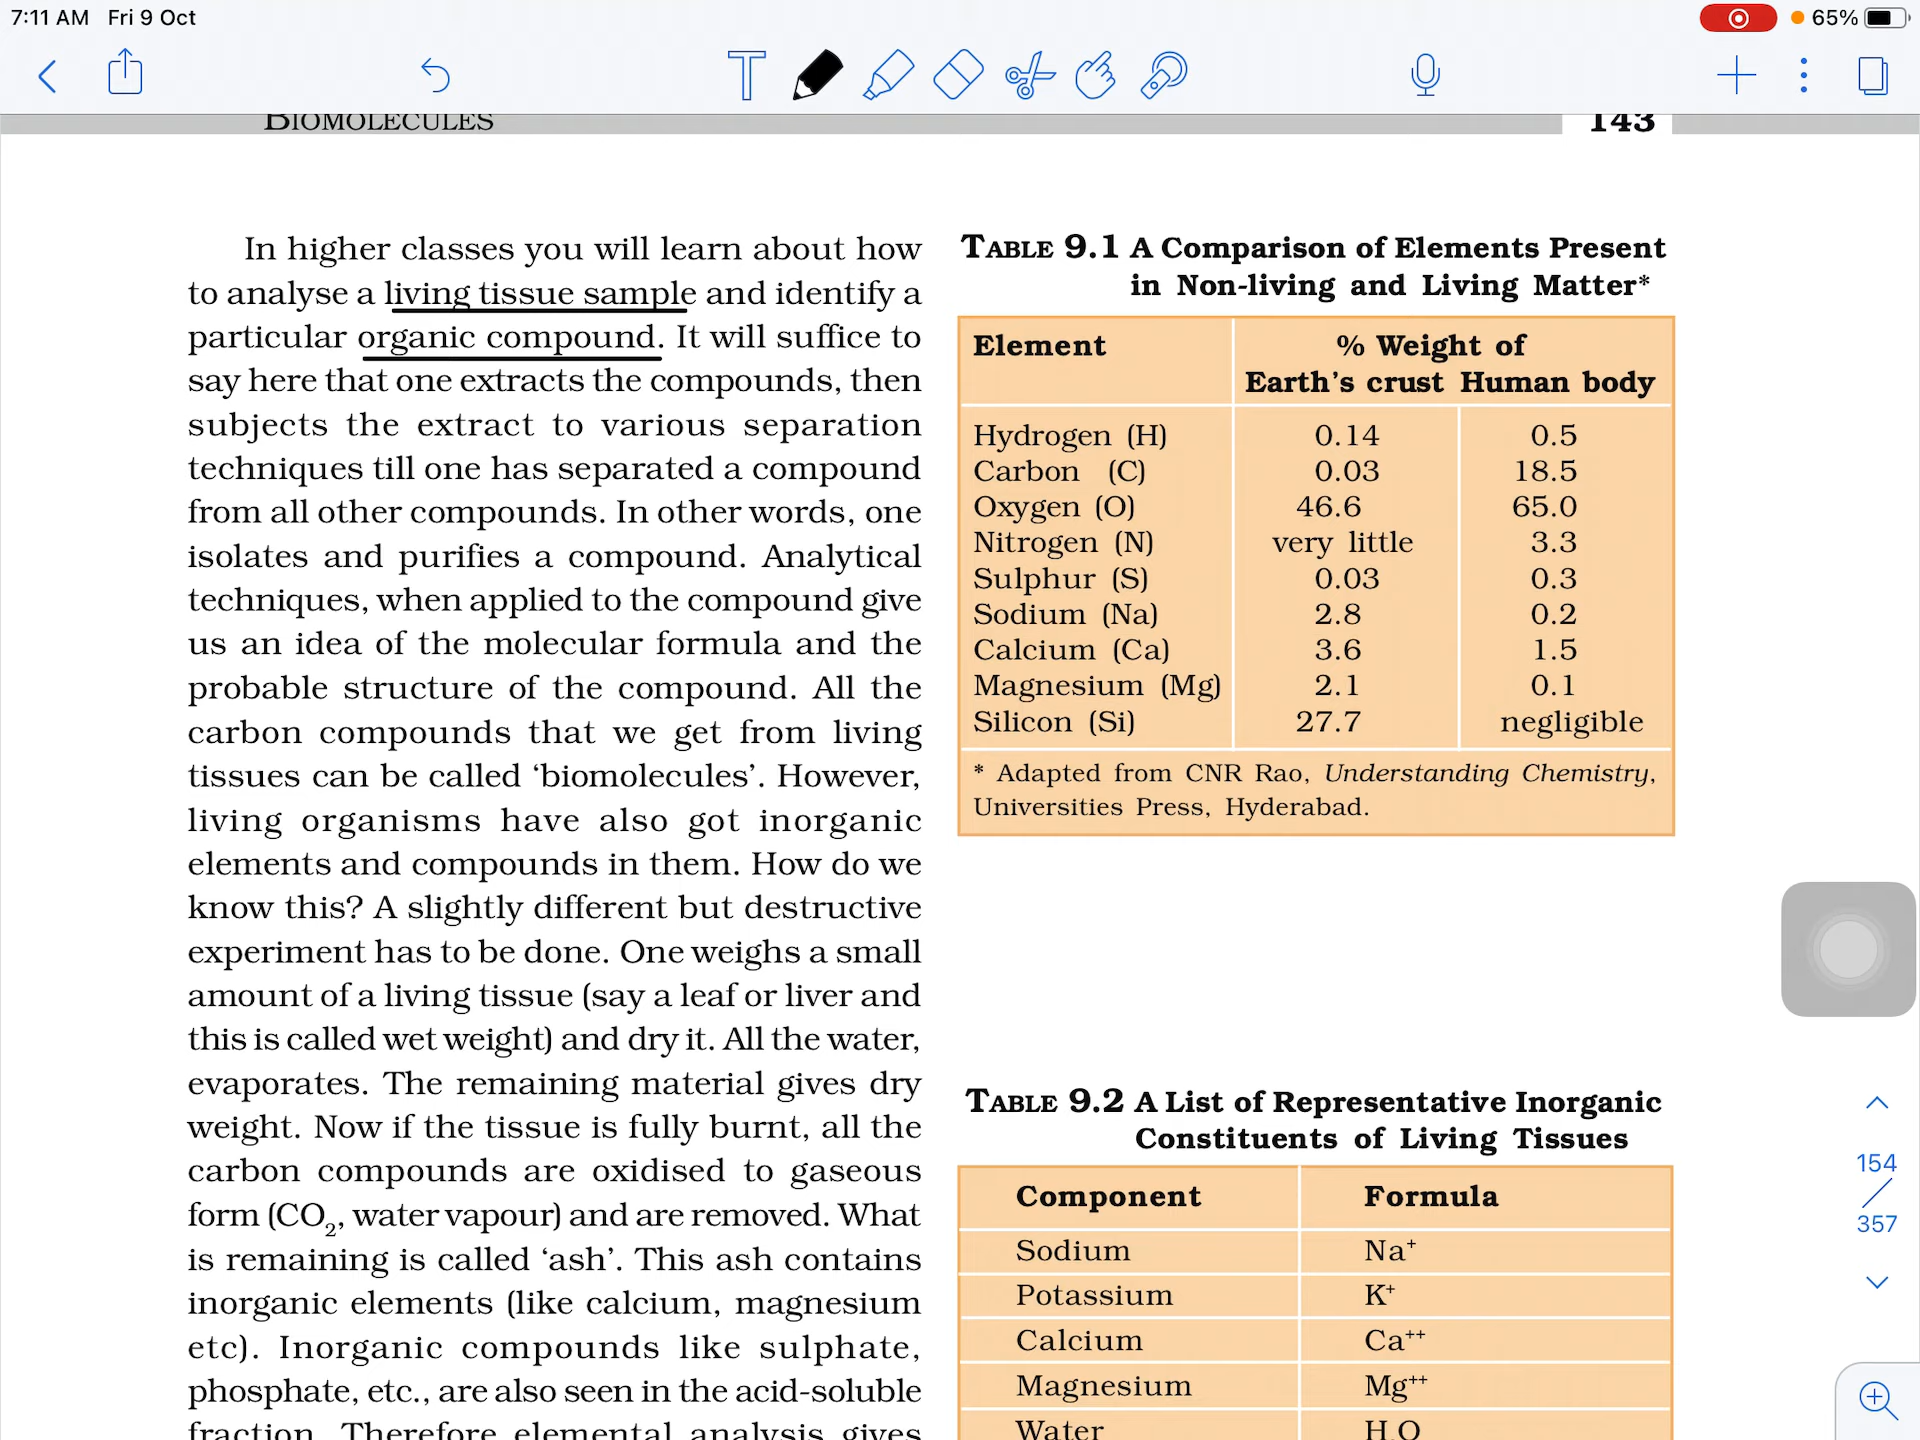 7:11 AM Fri 9 Oct
65%
BIOMOLECULES
143
In higher classes you will learn about how
to analyse a living tissue sample and identify a
particular organic compound. It will suffice to
say here that one extracts the compounds, then
subjects the extract to various separation
techniques till one has separated a compound
from all other compounds. In other words, one
isolates and purifies a compound. Analytical
techniques, when applied to the compound give
us an idea of the molecular formula and the
probable structure of the compound. All the
carbon compounds that we get from living
tissues can be called ‘biomolecules’. However,
living organisms have also got inorganic
elements and compounds in them. How do we
know this? A slightly different but destructive
experiment has to be done. One weighs a small
amount of a living tissue (say a leaf or liver and
this is called wet weight) and dry it. All the water,
evaporates. The remaining material gives dry
weight. Now if the tissue is fully burnt, all the
carbon compounds are oxidised to gaseous
form (CO₂, water vapour) and are removed. What
is remaining is called ‘ash’. This ash contains
inorganic elements (like calcium, magnesium
etc). Inorganic compounds like sulphate,
phosphate, etc., are also seen in the acid-soluble
fraction. Therefore elemental analysis gives
TABLE 9.1 A Comparison of Elements Present
in Non-living and Living Matter*
Element % Weight of
Earth’s crust Human body
Hydrogen (H) 0.14 0.5
Carbon (C) 0.03 18.5
Oxygen (O) 46.6 65.0
Nitrogen (N) very little 3.3
Sulphur (S) 0.03 0.3
Sodium (Na) 2.8 0.2
Calcium (Ca) 3.6 1.5
Magnesium (Mg) 2.1 0.1
Silicon (Si) 27.7 negligible
* Adapted from CNR Rao, Understanding Chemistry,
Universities Press, Hyderabad.
TABLE 9.2 A List of Representative Inorganic
Constituents of Living Tissues
Component Formula
Sodium Na⁺
Potassium K⁺
Calcium Ca⁺⁺
Magnesium Mg⁺⁺
Water H₂O
154
/
357